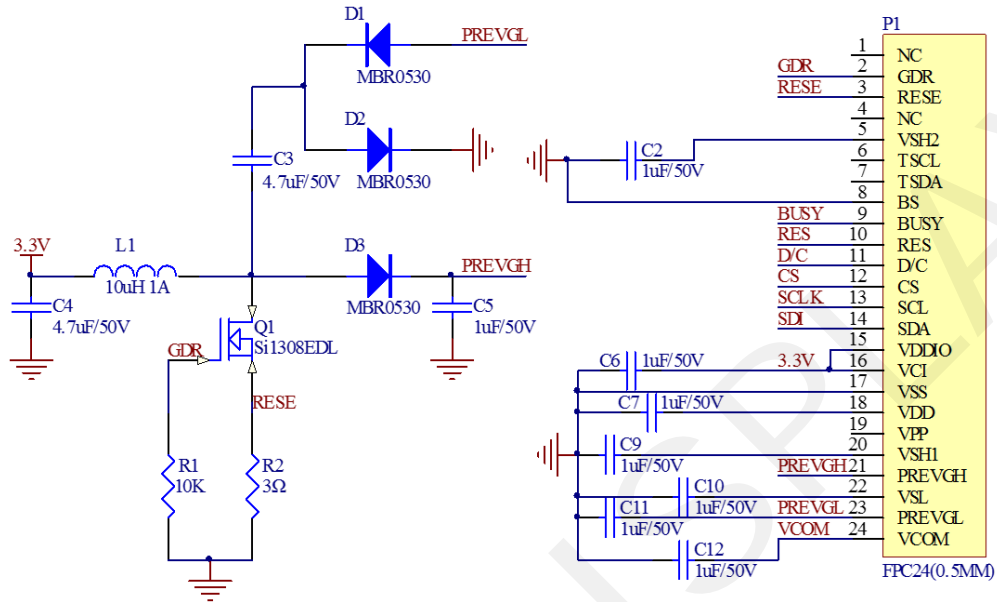 D1
PREVGL
MBR0530
D2
MBR0530
C3
4.7uF/50V
3.3V
L1
10uH 1A
D3
PREVGH
MBR0530
C4
4.7uF/50V
C5
1uF/50V
Q1
Si1308EDL
GDR
RESE
R1
10K
R2
3Ω
P1
1 NC
GDR 2 GDR
RESE 3 RESE
4 NC
5 VSH2
C2
1uF/50V
6 TSCL
7 TSDA
8 BS
BUSY 9 BUSY
RES 10 RES
D/C 11 D/C
CS 12 CS
SCLK 13 SCL
SDI 14 SDA
15 VDDIO
C6 1uF/50V 3.3V 16 VCI
17 VSS
C7 1uF/50V 18 VDD
19 VPP
C9 20 VSH1
1uF/50V
PREVGH 21 PREVGH
C10 22 VSL
1uF/50V
C11 PREVGL 23 PREVGL
1uF/50V
VCOM 24 VCOM
C12
1uF/50V
FPC24(0.5MM)